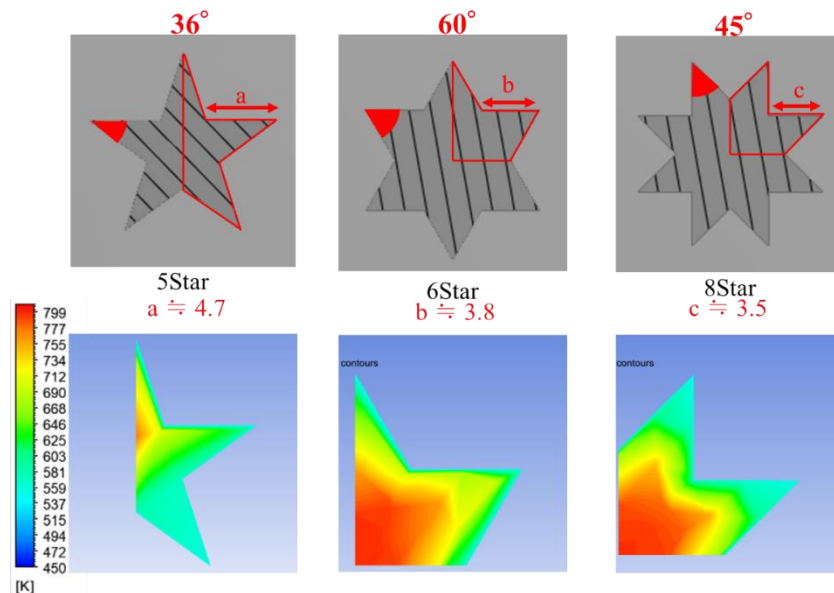 36° 60° 45°
a b c
5Star 6Star 8Star
a ≒ 4.7 b ≒ 3.8 c ≒ 3.5
contours contours
799
777
755
734
712
690
668
646
625
603
581
559
537
515
494
472
450
[K]